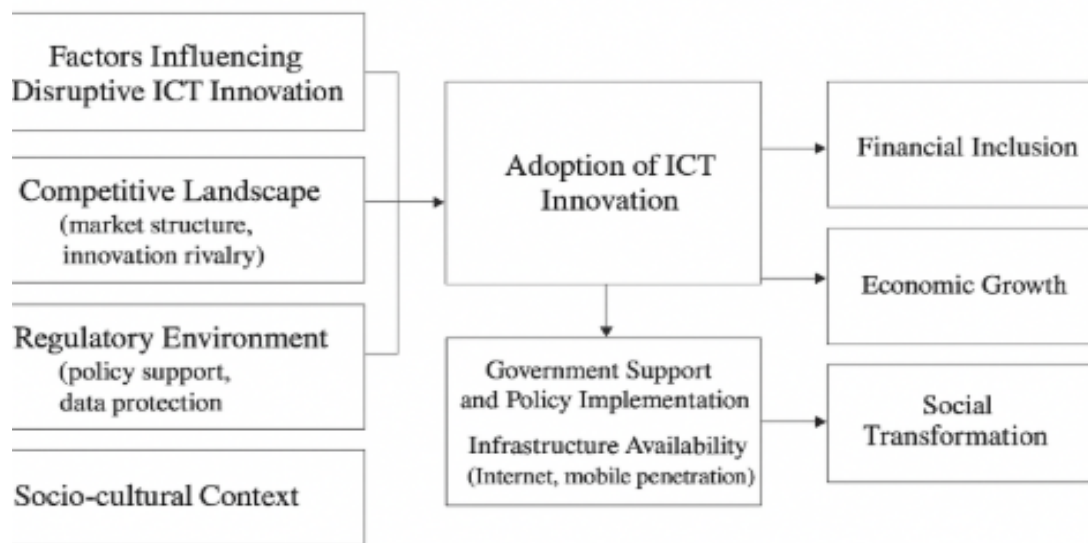 Factors Influencing
Disruptive ICT Innovation
Competitive Landscape
(market structure,
innovation rivalry)
Regulatory Environment
(policy support,
data protection
Socio-cultural Context
Adoption of ICT
Innovation
Government Support
and Policy Implementation
Infrastructure Availability
(Internet, mobile penetration)
Financial Inclusion
Economic Growth
Social
Transformation